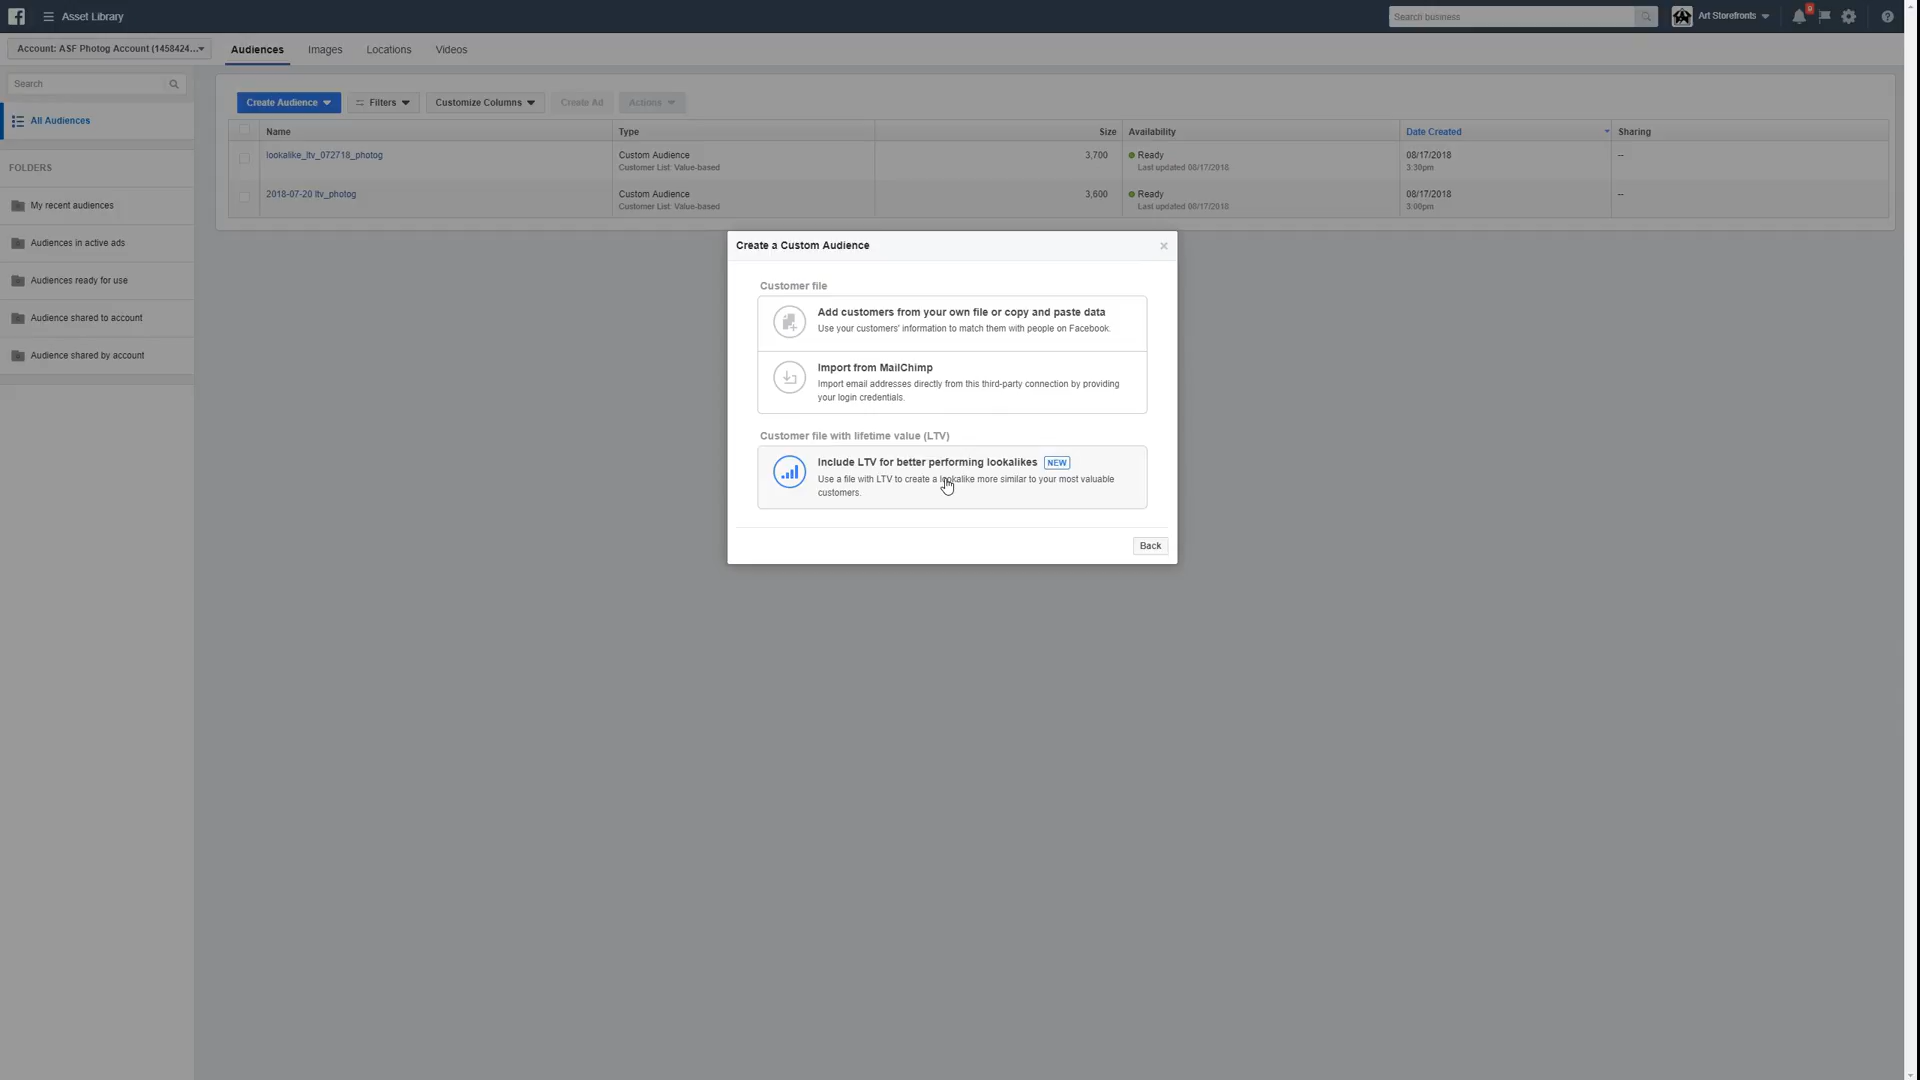 Asset Library
Search business
Art Storefronts
Account: ASF Photog Account (1458424...
Audiences
Images
Locations
Videos
Search
All Audiences
FOLDERS
My recent audiences
Audiences in active ads
Audiences ready for use
Audience shared to account
Audience shared by account
Create Audience
Filters
Customize Columns
Create Ad
Actions
Name
Type
Size
Availability
Date Created
Sharing
lookalike_ltv_072718_photog
Custom Audience
Customer List: Value-based
3,700
Ready
Last updated 08/17/2018
08/17/2018
3:30pm
--
2018-07-20 ltv_photog
Custom Audience
Customer List: Value-based
3,600
Ready
Last updated 08/17/2018
08/17/2018
3:00pm
--
Create a Custom Audience
Customer file
Add customers from your own file or copy and paste data
Use your customers' information to match them with people on Facebook.
Import from MailChimp
Import email addresses directly from this third-party connection by providing
your login credentials.
Customer file with lifetime value (LTV)
Include LTV for better performing lookalikes NEW
Use a file with LTV to create a lookalike more similar to your most valuable
customers.
Back